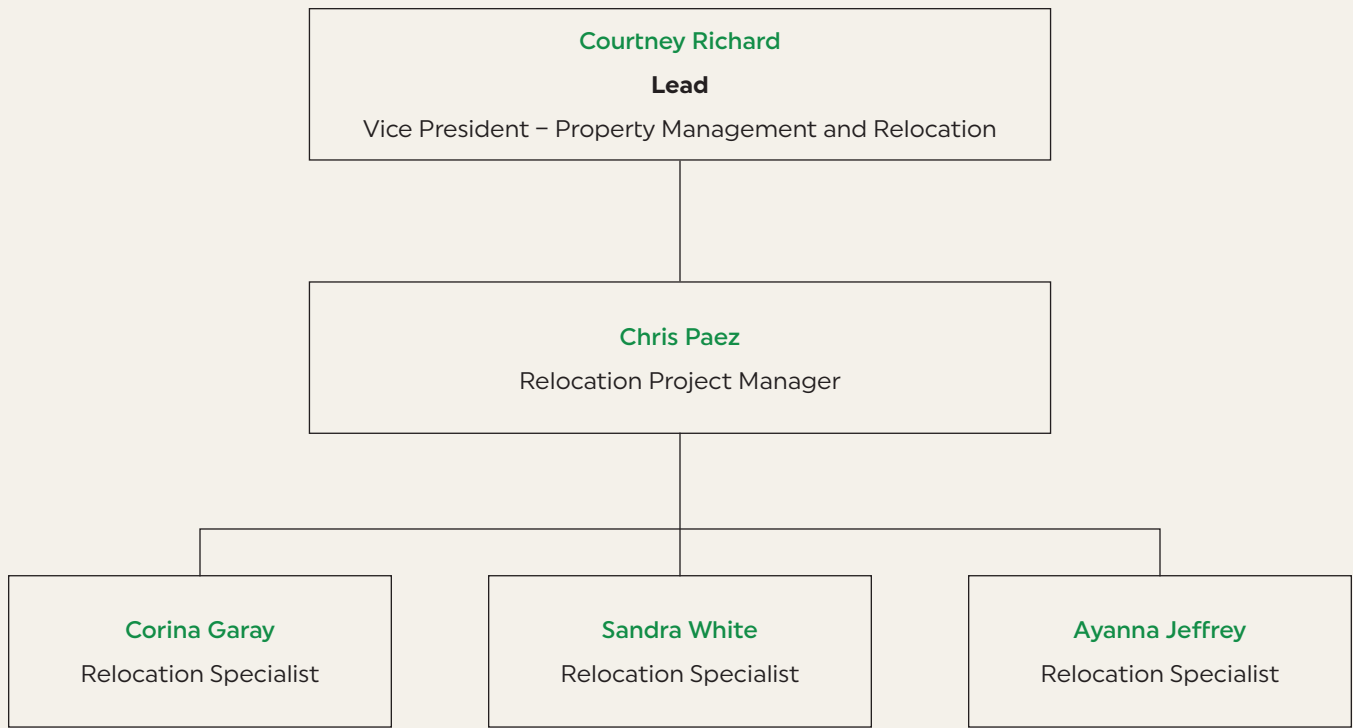 Courtney Richard
Lead
Vice President – Property Management and Relocation
Chris Paez
Relocation Project Manager
Corina Garay
Relocation Specialist
Sandra White
Relocation Specialist
Ayanna Jeffrey
Relocation Specialist